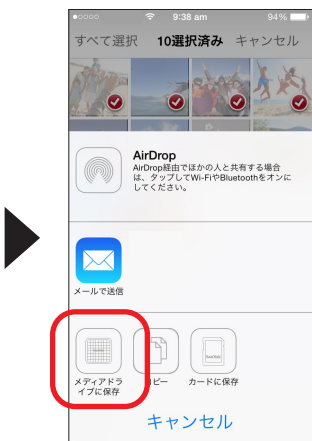 9:38 am 94%
すべて選択 10選択済み キャンセル
AirDrop
AirDrop経由でほかの人と共有する場合
は、タップしてWi-FiやBluetoothをオンに
してください。
メールで送信
SanDisk
メディアドラ
イブに保存
コピー
カードに保存
キャンセル